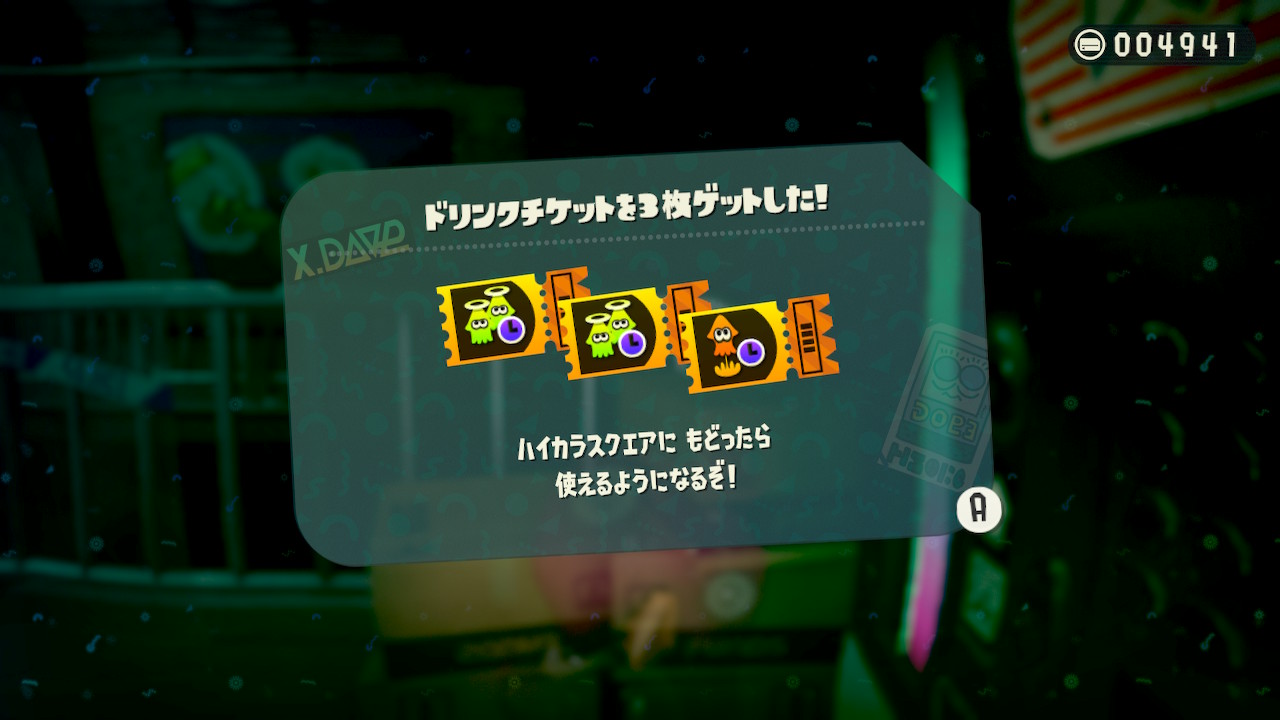 004941
ドリンクチケットを3枚ゲットした!
X.DAVP
ハイカラスクエアに もどったら
使えるようになるぞ!
A